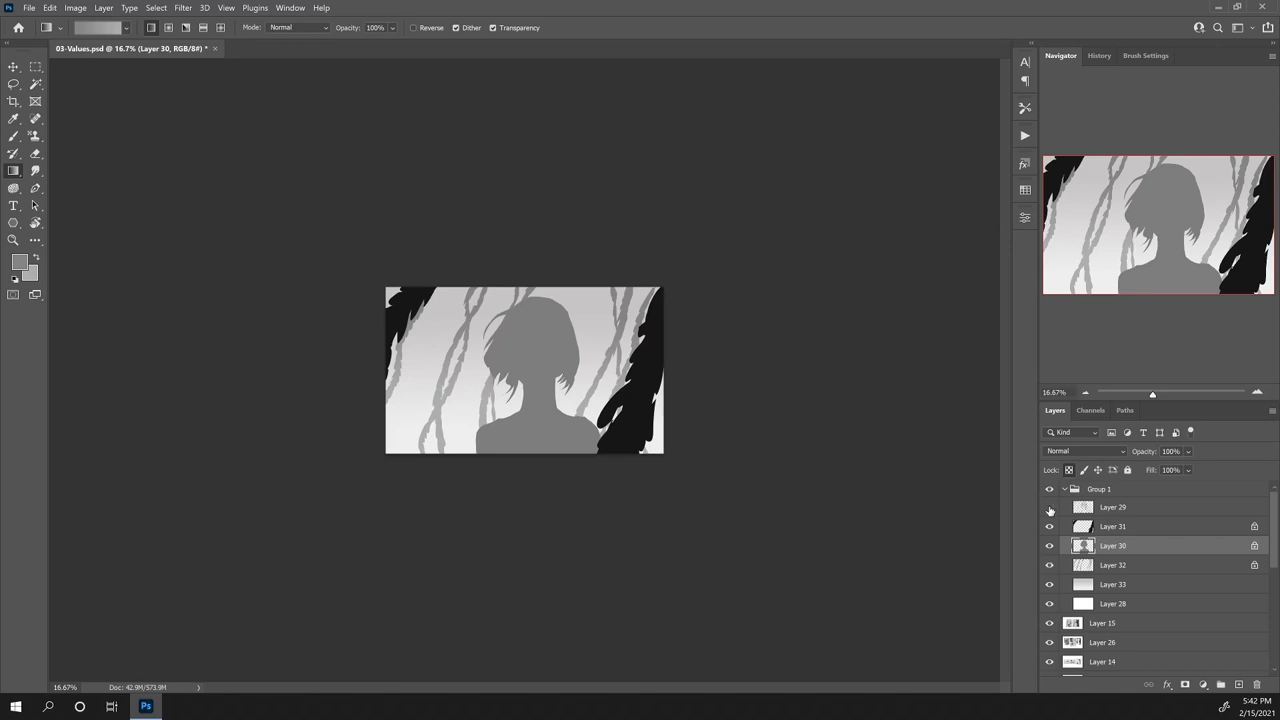 Ps File Edit Image Layer Type Select Filter 3D View Plugins Window Help
Mode: Normal Opacity: 100% Reverse Dither Transparency
03-Values.psd @ 16.7% (Layer 30, RGB/8#) * ×
Navigator History Brush Settings
16.67%
Layers Channels Paths
Kind
Normal Opacity: 100%
Lock: Fill: 100%
Group 1
Layer 29
Layer 31
Layer 30
Layer 32
Layer 33
Layer 28
Layer 15
Layer 26
Layer 14
16.67% Doc: 42.9M/573.9M
Ps
5:42 PM
2/15/2021